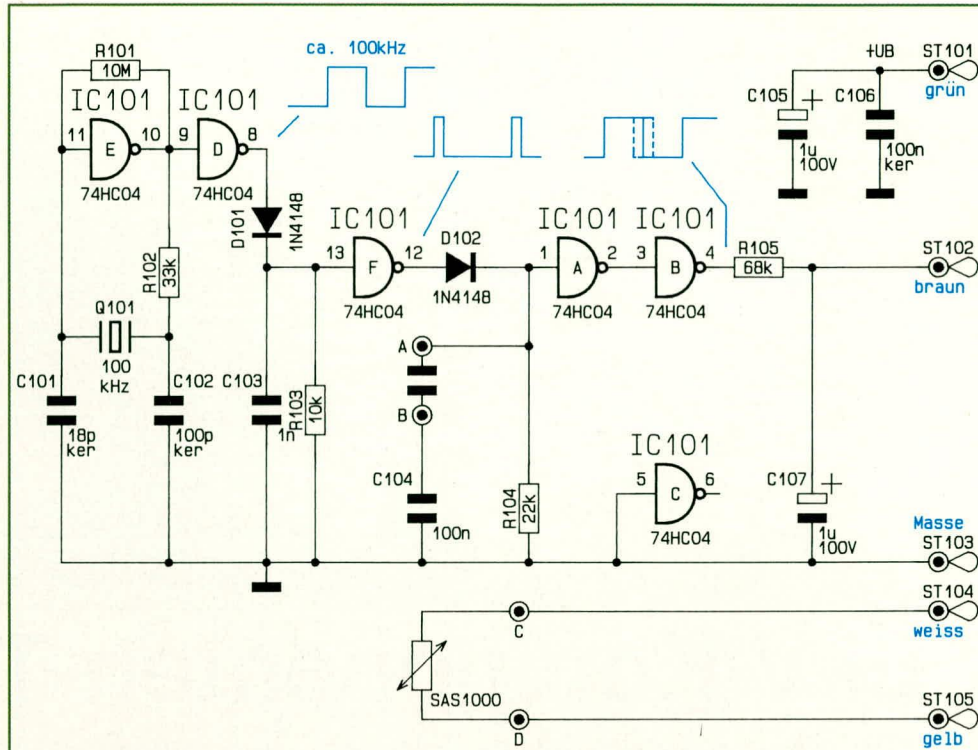 R101
10M
IC101
11
E
10
74HC04
IC101
9
D
8
74HC04
ca. 100kHz
D101
1N4148
R102
33k
Q101
100
kHz
C101
18p
ker
C102
100p
ker
C103
1n
R103
10k
IC101
13
F
12
74HC04
D102
1N4148
A
B
C104
100n
R104
22k
IC101
1
A
2
74HC04
IC101
3
B
4
74HC04
R105
68k
IC101
5
C
6
74HC04
C105
+
1u
100V
+UB
C106
100n
ker
ST101
grün
ST102
braun
C107
+
1u
100V
Masse
ST103
ST104
weiss
C
SAS1000
D
ST105
gelb